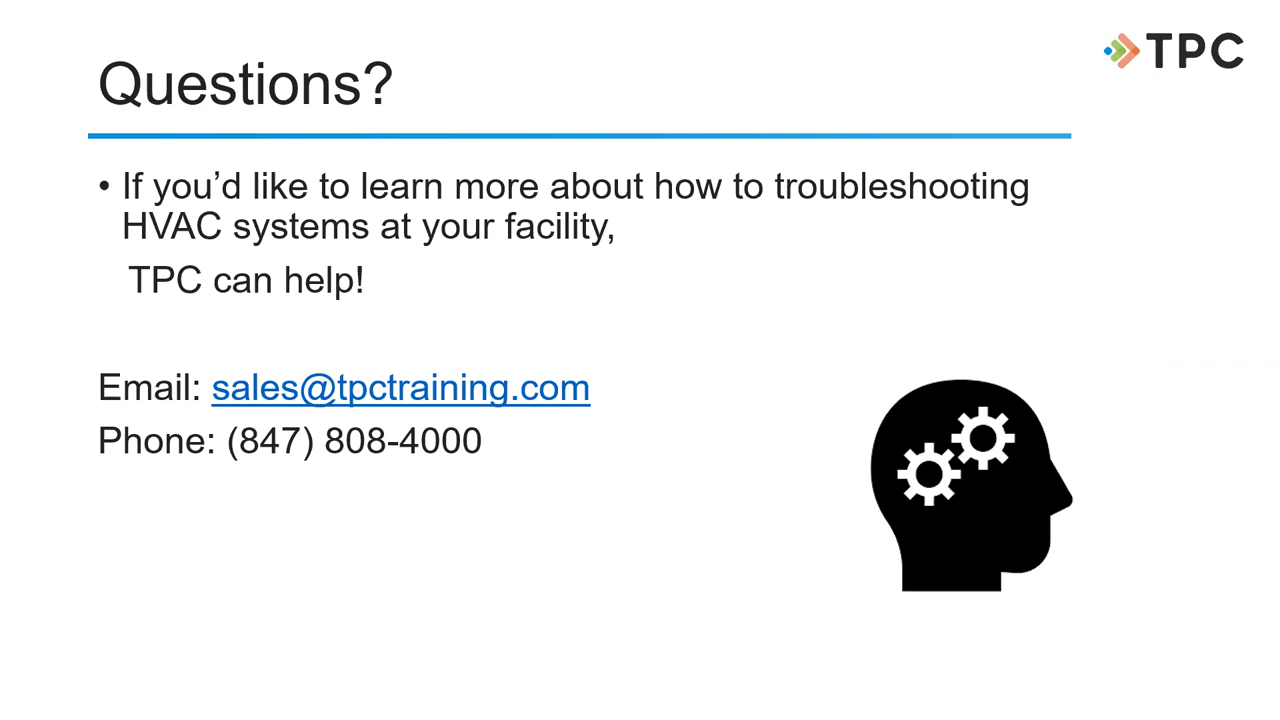 TPC
Questions?
• If you’d like to learn more about how to troubleshooting
HVAC systems at your facility,
TPC can help!
Email: sales@tpctraining.com
Phone: (847) 808-4000